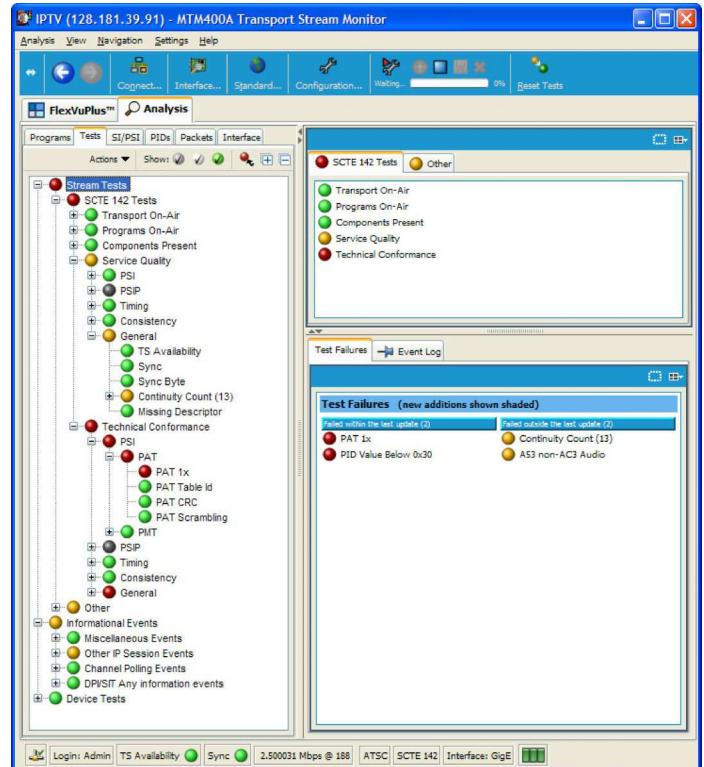 IPTV (128.181.39.91) - MTM400A Transport Stream Monitor
Analysis View Navigation Settings Help
Connect... Interface... Standard... Configuration... Waiting... 0% Reset Tests
FlexVuPlus™ Analysis
Programs Tests SI/PSI PIDs Packets Interface
Actions Show:
Stream Tests
SCTE 142 Tests
Transport On-Air
Programs On-Air
Components Present
Service Quality
PSI
PSIP
Timing
Consistency
General
TS Availability
Sync
Sync Byte
Continuity Count (13)
Missing Descriptor
Technical Conformance
PSI
PAT
PAT 1x
PAT Table Id
PAT CRC
PAT Scrambling
PMT
PSIP
Timing
Consistency
General
Other
Informational Events
Miscellaneous Events
Other IP Session Events
Channel Polling Events
DPI/SIT Any information events
Device Tests
SCTE 142 Tests Other
Transport On-Air
Programs On-Air
Components Present
Service Quality
Technical Conformance
Test Failures Event Log
Test Failures (new additions shown shaded)
Failed within the last update (2) Failed outside the last update (2)
PAT 1x Continuity Count (13)
PID Value Below 0x30 A53 non-AC3 Audio
Login: Admin TS Availability Sync 2.500031 Mbps @ 188 ATSC SCTE 142 Interface: GigE